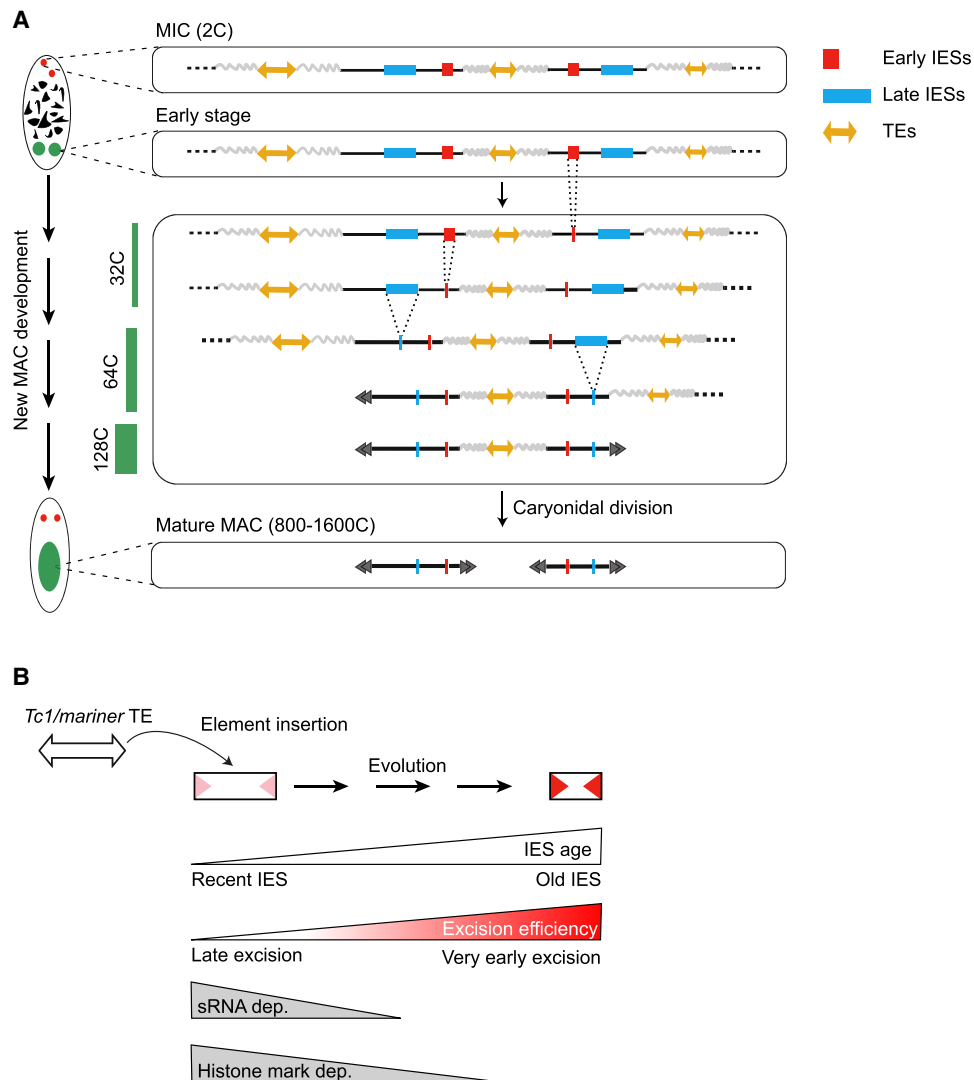 A
MIC (2C)
Early IESs
Late IESs
TEs
Early stage
New MAC development
32C
64C
128C
Caryonidal division
Mature MAC (800-1600C)
B
Tc1/mariner TE
Element insertion
Evolution
IES age
Recent IES
Old IES
Excision efficiency
Late excision
Very early excision
sRNA dep.
Histone mark dep.